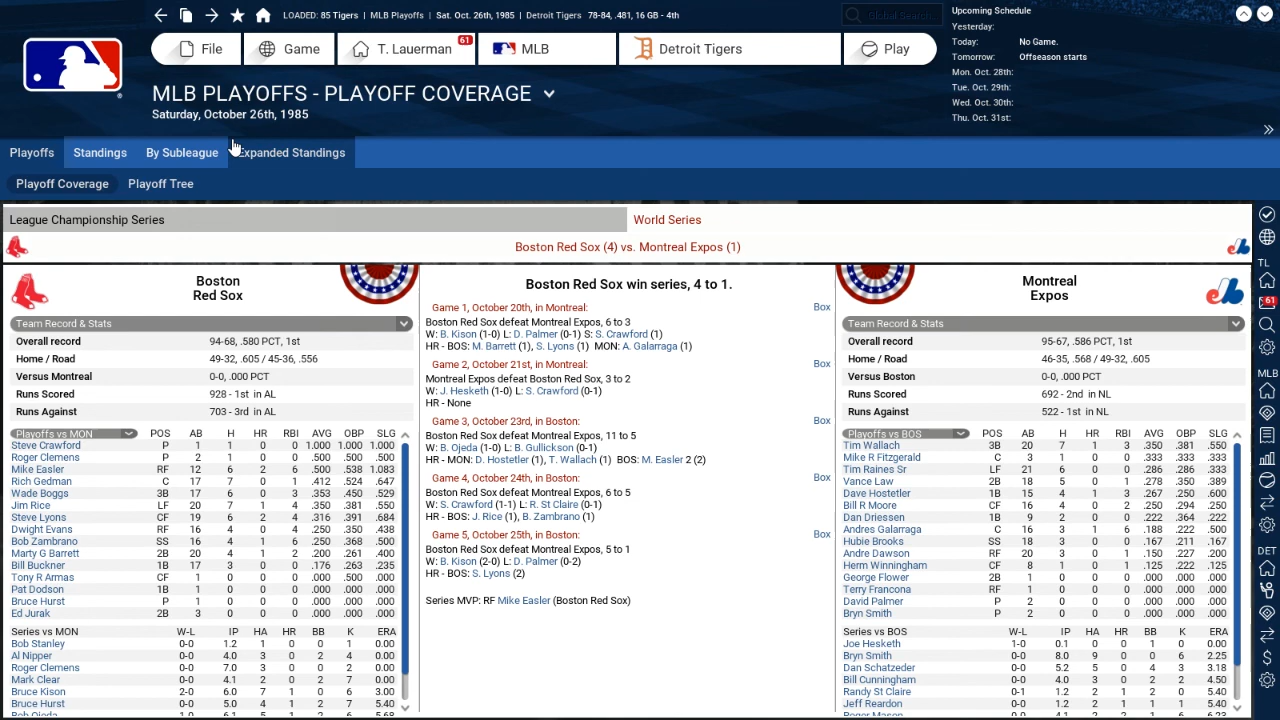 LOADED: 85 Tigers | MLB Playoffs | Sat. Oct. 26th, 1985 | Detroit Tigers 78-84, .481, 16 GB - 4th
Global Search
Upcoming Schedule
Yesterday:
Today: No Game.
Tomorrow: Offseason starts
Mon. Oct. 28th:
Tue. Oct. 29th:
Wed. Oct. 30th:
Thu. Oct. 31st:
File
Game
T. Lauerman 61
MLB
Detroit Tigers
Play
MLB PLAYOFFS - PLAYOFF COVERAGE
Saturday, October 26th, 1985
Playoffs Standings By Subleague Expanded Standings
Playoff Coverage Playoff Tree
League Championship Series World Series
Boston Red Sox (4) vs. Montreal Expos (1)
Boston
Red Sox
Team Record & Stats
Overall record 94-68, .580 PCT, 1st
Home / Road 49-32, .605 / 45-36, .556
Versus Montreal 0-0, .000 PCT
Runs Scored 928 - 1st in AL
Runs Against 703 - 3rd in AL
Playoffs vs MON POS AB H HR RBI AVG OBP SLG
Steve Crawford P 1 1 0 0 1.000 1.000 1.000
Roger Clemens P 2 1 0 0 .500 .500 .500
Mike Easler RF 12 6 2 6 .500 .538 1.083
Rich Gedman C 17 7 0 1 .412 .524 .647
Wade Boggs 3B 17 6 0 3 .353 .450 .529
Jim Rice LF 20 7 1 4 .350 .381 .550
Steve Lyons CF 19 6 2 4 .316 .391 .684
Dwight Evans RF 16 4 0 4 .250 .350 .438
Bob Zambrano SS 16 4 1 6 .250 .368 .500
Marty G Barrett 2B 20 4 1 2 .200 .261 .400
Bill Buckner 1B 17 3 0 0 .176 .263 .235
Tony R Armas CF 1 0 0 0 .000 .500 .000
Pat Dodson 1B 1 0 0 0 .000 .000 .000
Bruce Hurst P 1 0 0 0 .000 .000 .000
Ed Jurak 2B 3 0 0 0 .000 .000 .000
Series vs MON W-L IP HA HR BB K ERA
Bob Stanley 0-0 1.2 1 0 0 1 0.00
Al Nipper 0-0 4.0 3 0 2 4 0.00
Roger Clemens 0-0 7.0 3 0 0 2 0.00
Mark Clear 0-0 4.1 2 0 2 7 0.00
Bruce Kison 2-0 6.0 7 1 0 6 3.00
Bruce Hurst 0-0 5.0 4 1 2 7 5.40
Bob Ojeda 1-0 6.1 5 1 2 6 5.68
Boston Red Sox win series, 4 to 1.
Game 1, October 20th, in Montreal: Box
Boston Red Sox defeat Montreal Expos, 6 to 3
W: B. Kison (1-0) L: D. Palmer (0-1) S: S. Crawford (1)
HR - BOS: M. Barrett (1), S. Lyons (1) MON: A. Galarraga (1)
Game 2, October 21st, in Montreal: Box
Montreal Expos defeat Boston Red Sox, 3 to 2
W: J. Hesketh (1-0) L: S. Crawford (0-1)
HR - None
Game 3, October 23rd, in Boston: Box
Boston Red Sox defeat Montreal Expos, 11 to 5
W: B. Ojeda (1-0) L: B. Gullickson (0-1)
HR - MON: D. Hostetler (1), T. Wallach (1) BOS: M. Easler 2 (2)
Game 4, October 24th, in Boston: Box
Boston Red Sox defeat Montreal Expos, 6 to 5
W: S. Crawford (1-1) L: R. St Claire (0-1)
HR - BOS: J. Rice (1), B. Zambrano (1)
Game 5, October 25th, in Boston: Box
Boston Red Sox defeat Montreal Expos, 5 to 1
W: B. Kison (2-0) L: D. Palmer (0-2)
HR - BOS: S. Lyons (2)
Series MVP: RF Mike Easler (Boston Red Sox)
Montreal
Expos
Team Record & Stats
Overall record 95-67, .586 PCT, 1st
Home / Road 46-35, .568 / 49-32, .605
Versus Boston 0-0, .000 PCT
Runs Scored 692 - 2nd in NL
Runs Against 522 - 1st in NL
Playoffs vs BOS POS AB H HR RBI AVG OBP SLG
Tim Wallach 3B 20 7 1 3 .350 .381 .550
Mike R Fitzgerald C 3 1 0 0 .333 .333 .333
Tim Raines Sr LF 21 6 0 0 .286 .286 .333
Vance Law 2B 18 5 0 1 .278 .350 .389
Dave Hostetler 1B 15 4 1 3 .267 .250 .600
Bill R Moore CF 16 4 0 2 .250 .294 .250
Dan Driessen 1B 9 2 0 0 .222 .364 .222
Andres Galarraga C 16 3 1 6 .188 .222 .500
Hubie Brooks SS 18 3 0 0 .167 .211 .167
Andre Dawson RF 20 3 0 1 .150 .227 .200
Herm Winningham CF 8 1 0 1 .125 .222 .125
George Flower 2B 1 0 0 0 .000 .000 .000
Terry Francona RF 1 0 0 0 .000 .000 .000
David Palmer P 2 0 0 0 .000 .000 .000
Bryn Smith P 2 0 0 0 .000 .000 .000
Series vs BOS W-L IP HA HR BB K ERA
Joe Hesketh 1-0 0.1 0 0 1 0 0.00
Bryn Smith 0-0 8.0 9 0 0 6 2.25
Dan Schatzeder 0-0 5.2 5 0 4 3 3.18
Bill Cunningham 0-0 4.0 3 0 2 2 4.50
Randy St Claire 0-1 1.2 2 1 2 0 5.40
Jeff Reardon 0-0 1.2 2 1 1 1 5.40
Roger Mason
TL
61
MLB
DET